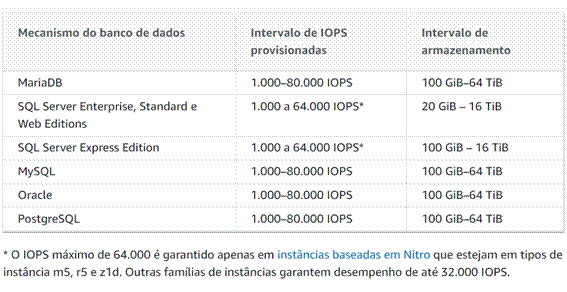 Mecanismo do banco de dados
Intervalo de IOPS provisionadas
Intervalo de armazenamento
MariaDB
1.000–80.000 IOPS
100 GiB–64 TiB
SQL Server Enterprise, Standard e Web Editions
1.000 a 64.000 IOPS*
20 GiB – 16 TiB
SQL Server Express Edition
1.000 a 64.000 IOPS*
100 GiB – 16 TiB
MySQL
1.000–80.000 IOPS
100 GiB–64 TiB
Oracle
1.000–80.000 IOPS
100 GiB–64 TiB
PostgreSQL
1.000–80.000 IOPS
100 GiB–64 TiB
* O IOPS máximo de 64.000 é garantido apenas em instâncias baseadas em Nitro que estejam em tipos de
instância m5, r5 e z1d. Outras famílias de instâncias garantem desempenho de até 32.000 IOPS.